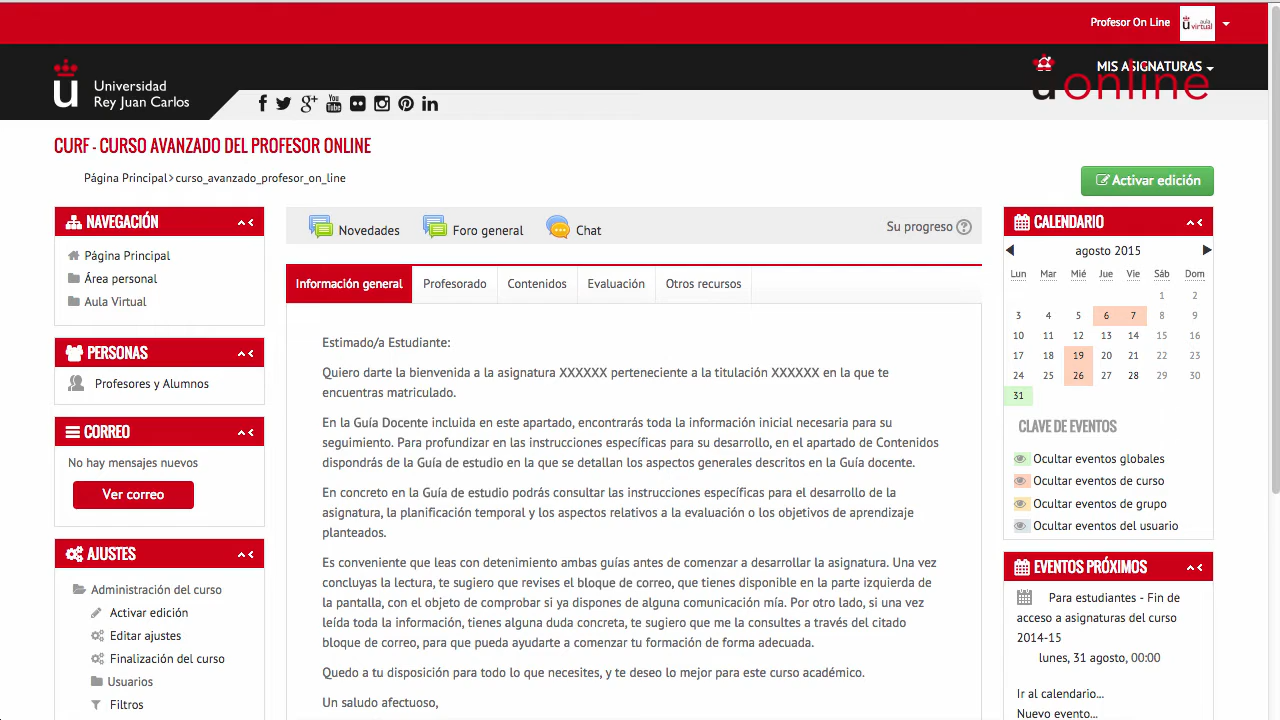 Profesor On Line
aula
virtual
MIS ASIGNATURAS
u online
Universidad
Rey Juan Carlos
You
Tube
CURF - CURSO AVANZADO DEL PROFESOR ONLINE
Página Principal curso_avanzado_profesor_on_line
Activar edición
NAVEGACIÓN
Página Principal
Área personal
Aula Virtual
PERSONAS
Profesores y Alumnos
CORREO
No hay mensajes nuevos
Ver correo
AJUSTES
Administración del curso
Activar edición
Editar ajustes
Finalización del curso
Usuarios
Filtros
Novedades Foro general Chat Su progreso ?
Información general Profesorado Contenidos Evaluación Otros recursos
Estimado/a Estudiante:
Quiero darte la bienvenida a la asignatura XXXXXX perteneciente a la titulación XXXXXX en la que te
encuentras matriculado.
En la Guía Docente incluida en este apartado, encontrarás toda la información inicial necesaria para su
seguimiento. Para profundizar en las instrucciones específicas para su desarrollo, en el apartado de Contenidos
dispondrás de la Guía de estudio en la que se detallan los aspectos generales descritos en la Guía docente.
En concreto en la Guía de estudio podrás consultar las instrucciones específicas para el desarrollo de la
asignatura, la planificación temporal y los aspectos relativos a la evaluación o los objetivos de aprendizaje
planteados.
Es conveniente que leas con detenimiento ambas guías antes de comenzar a desarrollar la asignatura. Una vez
concluyas la lectura, te sugiero que revises el bloque de correo, que tienes disponible en la parte izquierda de
la pantalla, con el objeto de comprobar si ya dispones de alguna comunicación mía. Por otro lado, si una vez
leída toda la información, tienes alguna duda concreta, te sugiero que me la consultes a través del citado
bloque de correo, para que pueda ayudarte a comenzar tu formación de forma adecuada.
Quedo a tu disposición para todo lo que necesites, y te deseo lo mejor para este curso académico.
Un saludo afectuoso,
CALENDARIO
agosto 2015
Lun Mar Mié Jue Vie Sáb Dom
1 2
3 4 5 6 7 8 9
10 11 12 13 14 15 16
17 18 19 20 21 22 23
24 25 26 27 28 29 30
31
CLAVE DE EVENTOS
Ocultar eventos globales
Ocultar eventos de curso
Ocultar eventos de grupo
Ocultar eventos del usuario
EVENTOS PRÓXIMOS
Para estudiantes - Fin de
acceso a asignaturas del curso
2014-15
lunes, 31 agosto, 00:00
Ir al calendario...
Nuevo evento...